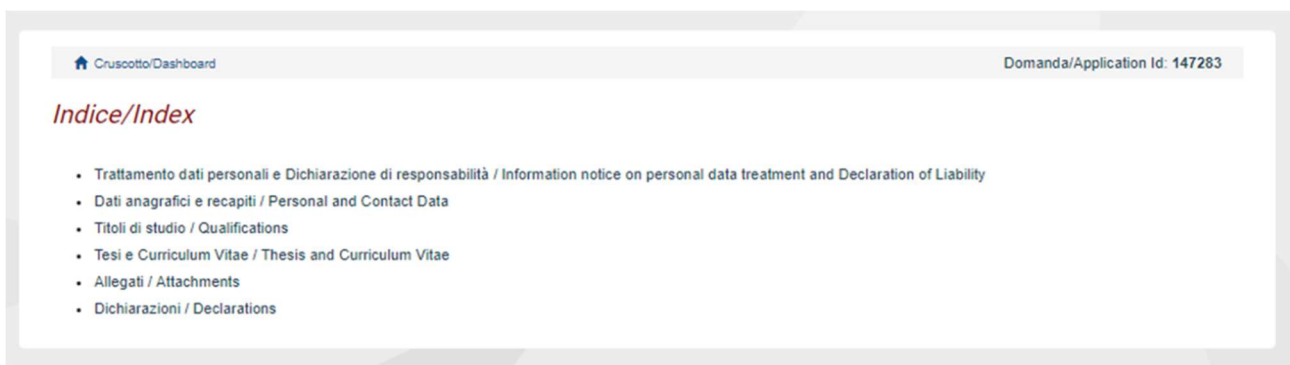 Cruscotto/Dashboard
Domanda/Application Id: 147283
Indice/Index
Trattamento dati personali e Dichiarazione di responsabilità / Information notice on personal data treatment and Declaration of Liability
Dati anagrafici e recapiti / Personal and Contact Data
Titoli di studio / Qualifications
Tesi e Curriculum Vitae / Thesis and Curriculum Vitae
Allegati / Attachments
Dichiarazioni / Declarations